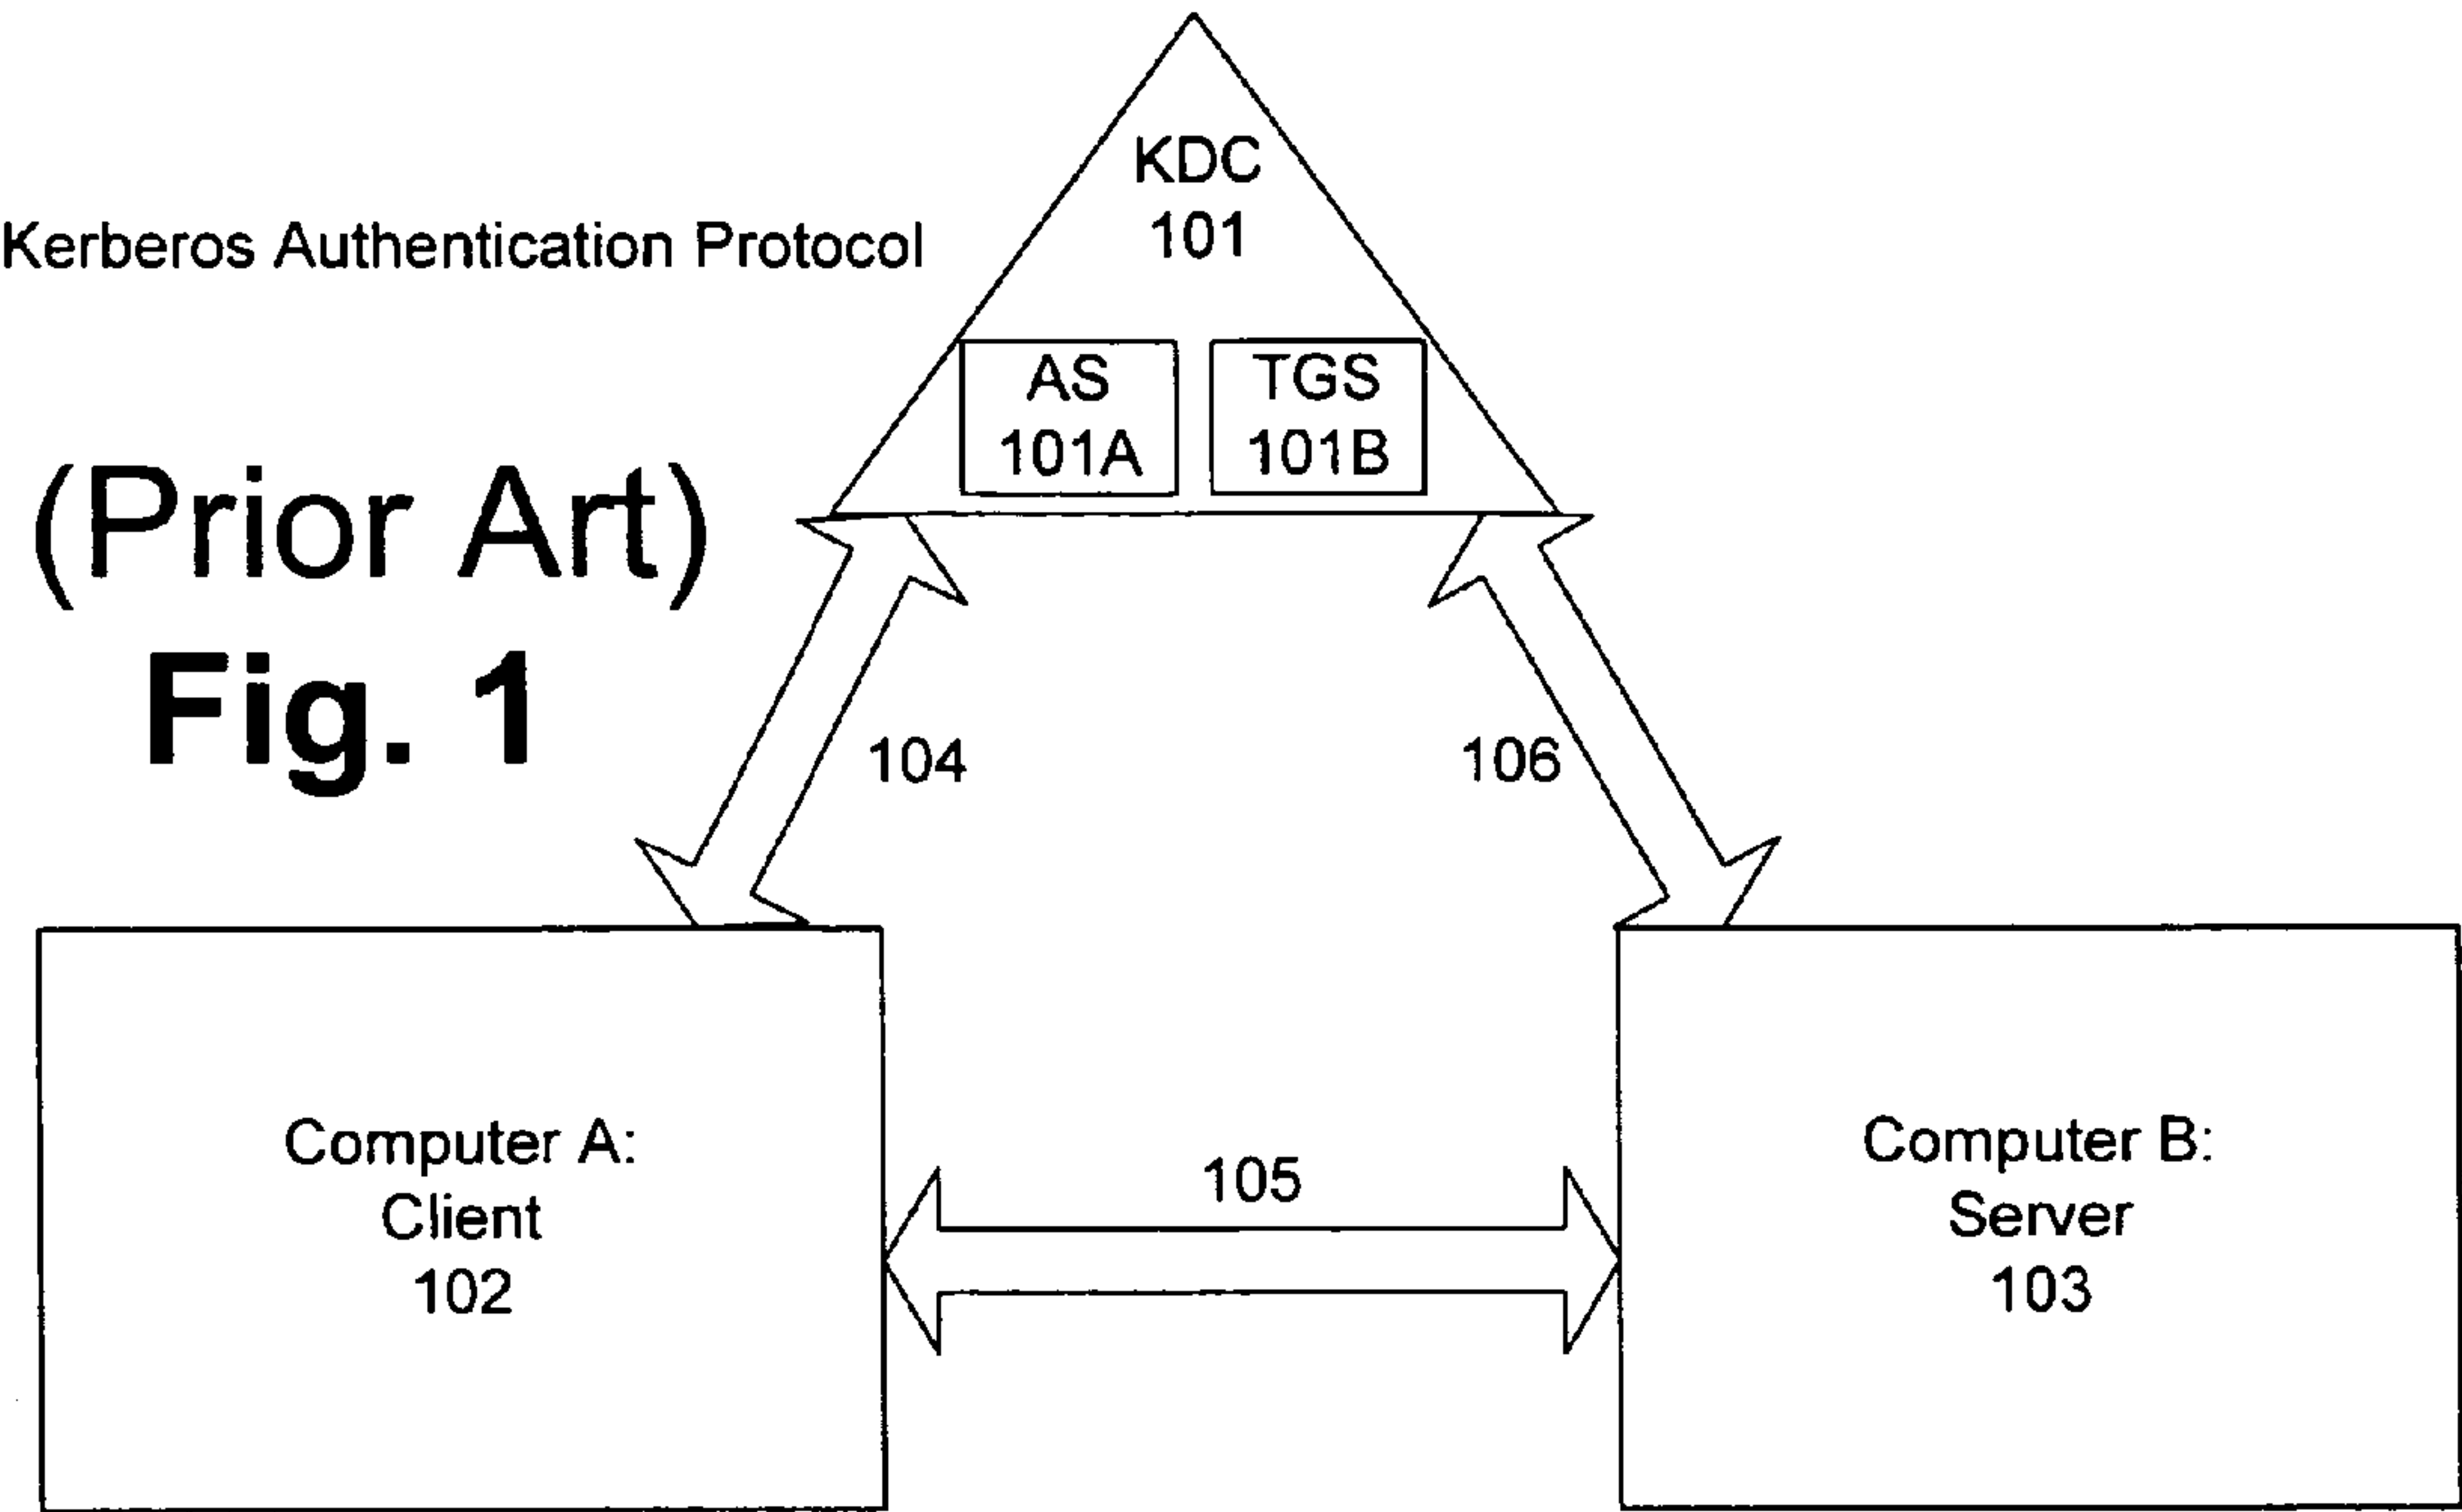 KDC
101
Kerberos Authentication Protocol
AS
101A
TGS
101B
(Prior Art)
Fig. 1
104
106
Computer A:
Client
102
105
Computer B:
Server
103